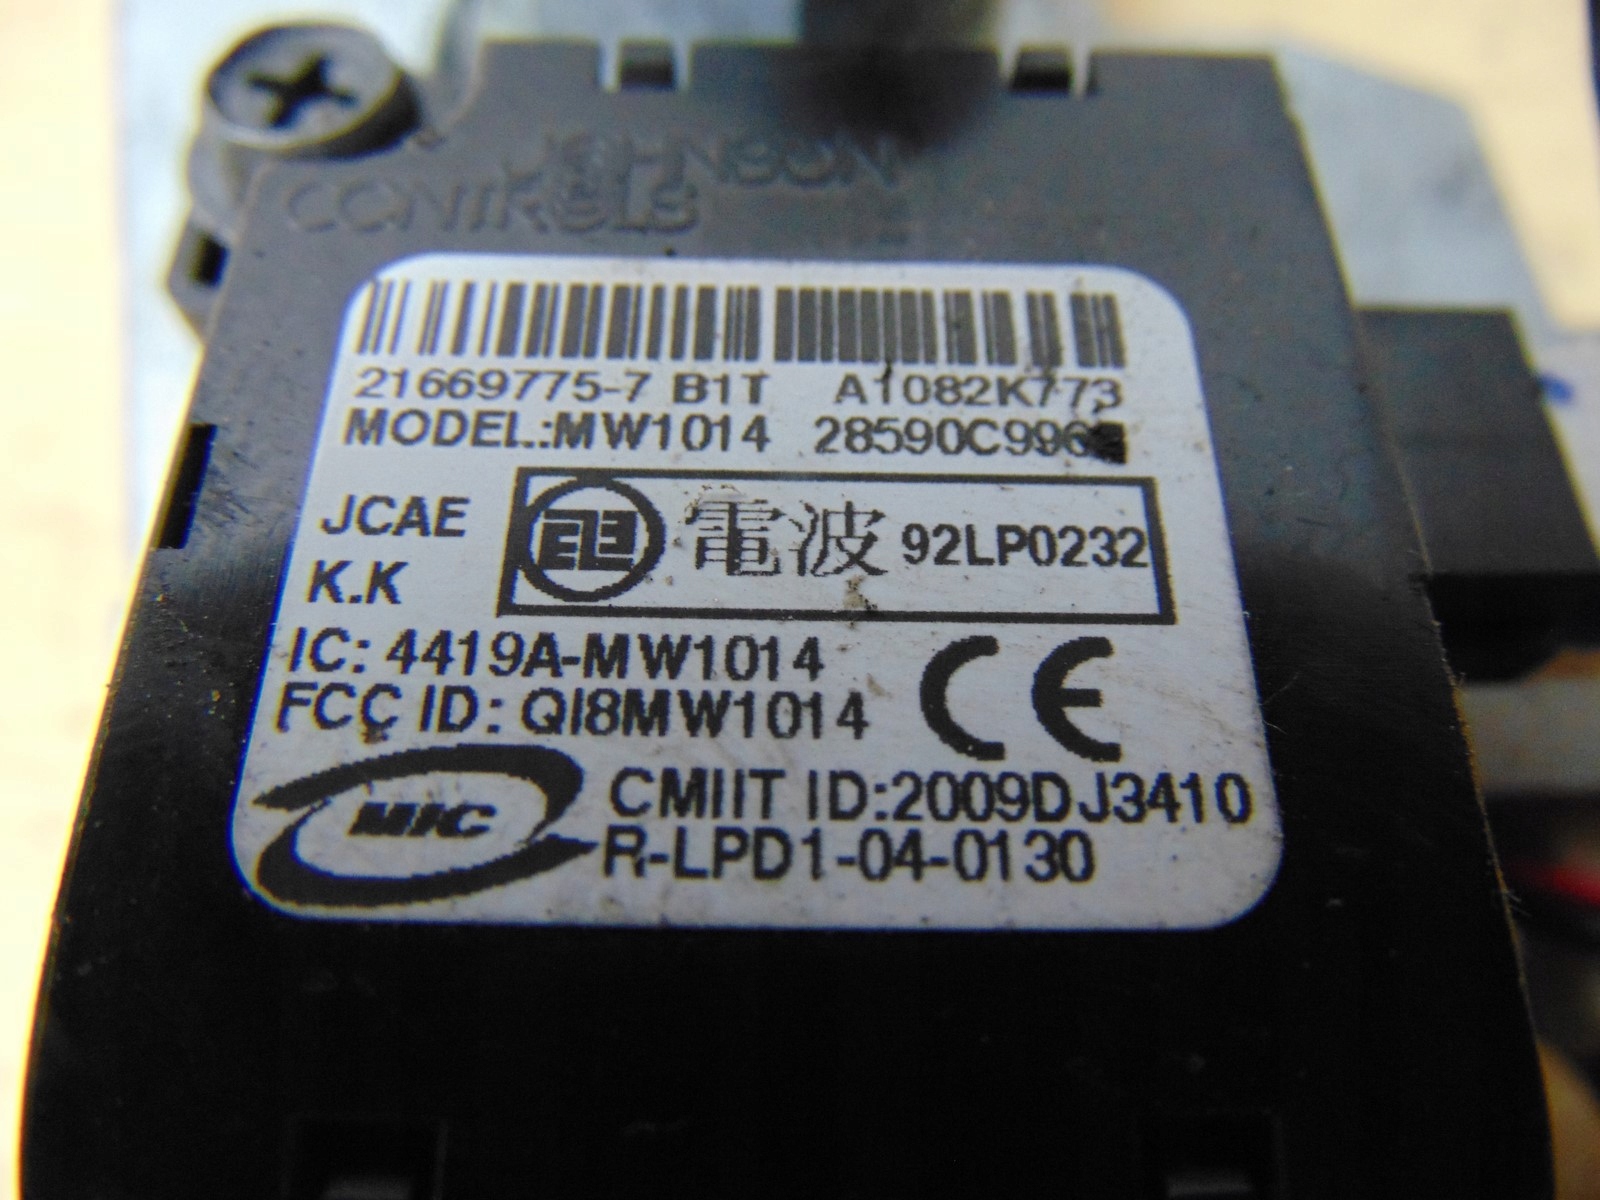 JOHNSON
CONTROLS
21669775-7 B1T A1082K773
MODEL:MW1014
JCAE
K.K
電波 92LP0232
IC: 4419A-MW1014
FCC ID: QI8MW1014
CE
MIC
CMIIT ID:2009DJ3410
R-LPD1-04-0130